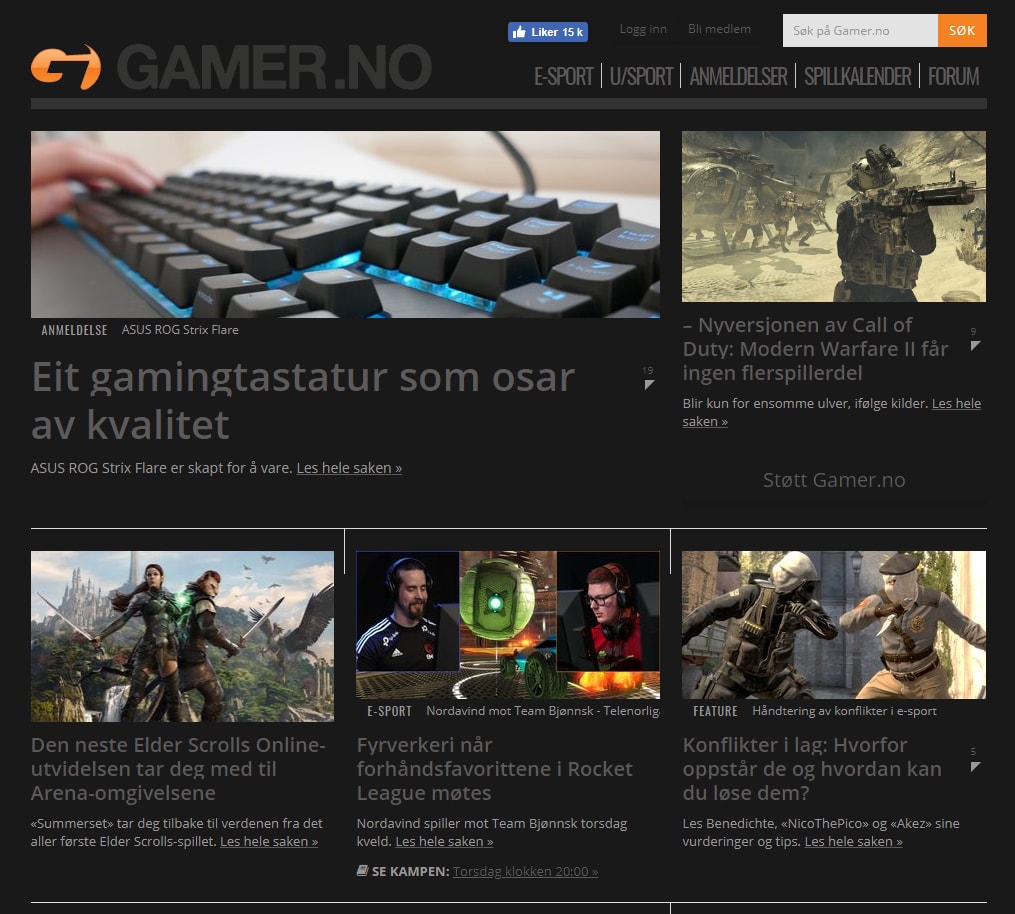 Liker 15 k
Logg inn
Bli medlem
Søk på Gamer.no
SØK
GAMER.NO
E-SPORT
U/SPORT
ANMELDELSER
SPILLKALENDER
FORUM
ANMELDELSE
ASUS ROG Strix Flare
Eit gamingtastatur som osar
av kvalitet
19
ASUS ROG Strix Flare er skapt for å vare. Les hele saken »
– Nyversjonen av Call of
Duty: Modern Warfare II får
ingen flerspillerdel
9
Blir kun for ensomme ulver, ifølge kilder. Les hele
saken »
Støtt Gamer.no
Den neste Elder Scrolls Online-
utvidelsen tar deg med til
Arena-omgivelsene
«Summerset» tar deg tilbake til verdenen fra det
aller første Elder Scrolls-spillet. Les hele saken »
E-SPORT
Nordavind mot Team Bjønnsk - Telenorliga
Fyrverkeri når
forhåndsfavorittene i Rocket
League møtes
Nordavind spiller mot Team Bjønnsk torsdag
kveld. Les hele saken »
SE KAMPEN: Torsdag klokken 20:00 »
FEATURE
Håndtering av konflikter i e-sport
Konflikter i lag: Hvorfor
oppstår de og hvordan kan
du løse dem?
5
Les Benedichte, «NicoThePico» og «Akez» sine
vurderinger og tips. Les hele saken »